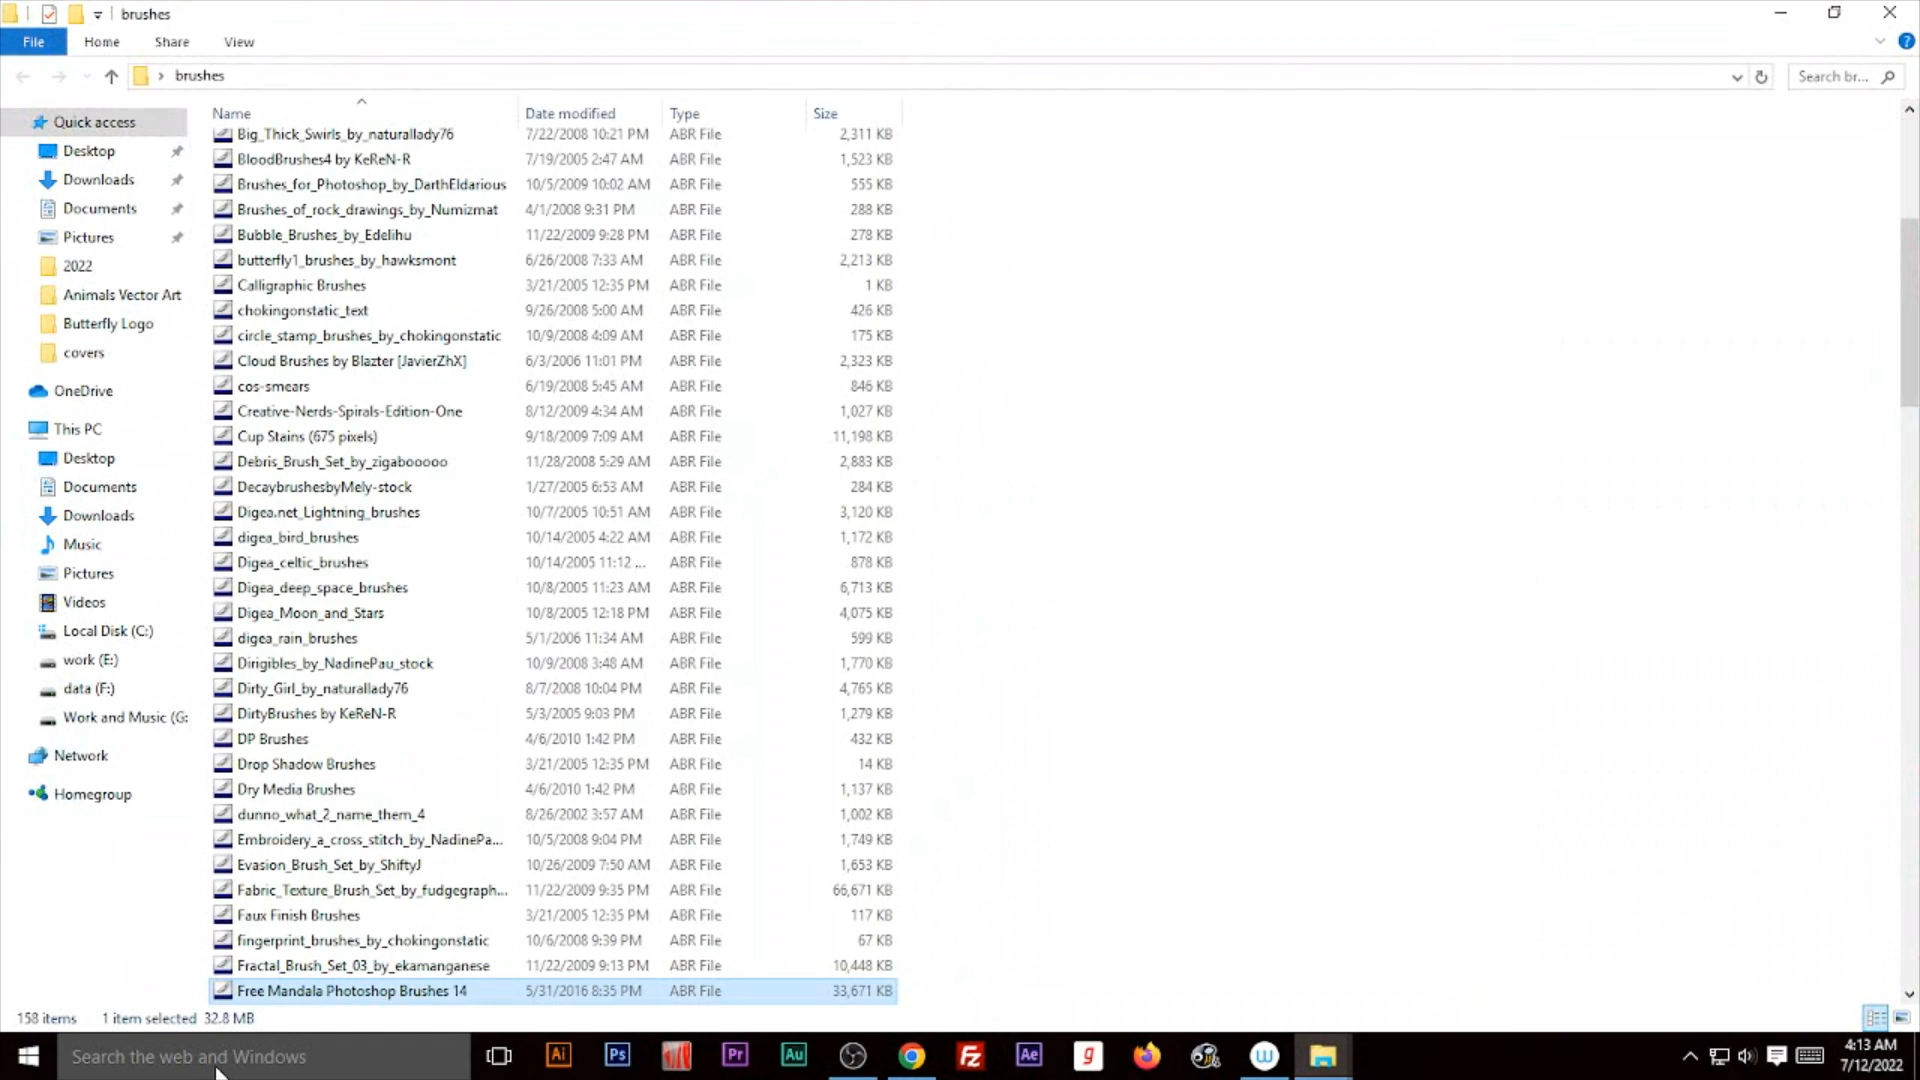 brushes
File Home Share View
brushes Search br...
Name Date modified Type Size
Quick access
Desktop
Downloads
Documents
Pictures
2022
Animals Vector Art
Butterfly Logo
covers
OneDrive
This PC
Desktop
Documents
Downloads
Music
Pictures
Videos
Local Disk (C:)
work (E:)
data (F:)
Work and Music (G:
Network
Homegroup
Big_Thick_Swirls_by_naturallady76 7/22/2008 10:21 PM ABR File 2,311 KB
BloodBrushes4 by KeReN-R 7/19/2005 2:47 AM ABR File 1,523 KB
Brushes_for_Photoshop_by_DarthEldarious 10/5/2009 10:02 AM ABR File 555 KB
Brushes_of_rock_drawings_by_Numizmat 4/1/2008 9:31 PM ABR File 288 KB
Bubble_Brushes_by_Edelihu 11/22/2009 9:28 PM ABR File 278 KB
butterfly1_brushes_by_hawksmont 6/26/2008 7:33 AM ABR File 2,213 KB
Calligraphic Brushes 3/21/2005 12:35 PM ABR File 1 KB
chokingonstatic_text 9/26/2008 5:00 AM ABR File 426 KB
circle_stamp_brushes_by_chokingonstatic 10/9/2008 4:09 AM ABR File 175 KB
Cloud Brushes by Blazter [JavierZhX] 6/3/2006 11:01 PM ABR File 2,323 KB
cos-smears 6/19/2008 5:45 AM ABR File 846 KB
Creative-Nerds-Spirals-Edition-One 8/12/2009 4:34 AM ABR File 1,027 KB
Cup Stains (675 pixels) 9/18/2009 7:09 AM ABR File 11,198 KB
Debris_Brush_Set_by_zigabooooo 11/28/2008 5:29 AM ABR File 2,883 KB
DecaybrushesbyMely-stock 1/27/2005 6:53 AM ABR File 284 KB
Digea.net_Lightning_brushes 10/7/2005 10:51 AM ABR File 3,120 KB
digea_bird_brushes 10/14/2005 4:22 AM ABR File 1,172 KB
Digea_celtic_brushes 10/14/2005 11:12 ... ABR File 878 KB
Digea_deep_space_brushes 10/8/2005 11:23 AM ABR File 6,713 KB
Digea_Moon_and_Stars 10/8/2005 12:18 PM ABR File 4,075 KB
digea_rain_brushes 5/1/2006 11:34 AM ABR File 599 KB
Dirigibles_by_NadinePau_stock 10/9/2008 3:48 AM ABR File 1,770 KB
Dirty_Girl_by_naturallady76 8/7/2008 10:04 PM ABR File 4,765 KB
DirtyBrushes by KeReN-R 5/3/2005 9:03 PM ABR File 1,279 KB
DP Brushes 4/6/2010 1:42 PM ABR File 432 KB
Drop Shadow Brushes 3/21/2005 12:35 PM ABR File 14 KB
Dry Media Brushes 4/6/2010 1:42 PM ABR File 1,137 KB
dunno_what_2_name_them_4 8/26/2002 3:57 AM ABR File 1,002 KB
Embroidery_a_cross_stitch_by_NadinePa... 10/5/2008 9:04 PM ABR File 1,749 KB
Evasion_Brush_Set_by_ShiftyJ 10/26/2009 7:50 AM ABR File 1,653 KB
Fabric_Texture_Brush_Set_by_fudgegraph... 11/22/2009 9:35 PM ABR File 66,671 KB
Faux Finish Brushes 3/21/2005 12:35 PM ABR File 117 KB
fingerprint_brushes_by_chokingonstatic 10/6/2008 9:39 PM ABR File 67 KB
Fractal_Brush_Set_03_by_ekamanganese 11/22/2009 9:13 PM ABR File 10,448 KB
Free Mandala Photoshop Brushes 14 5/31/2016 8:35 PM ABR File 33,671 KB
158 items 1 item selected 32.8 MB
Search the web and Windows Ai Ps Pr Au Fz Ae g w 4:13 AM
7/12/2022